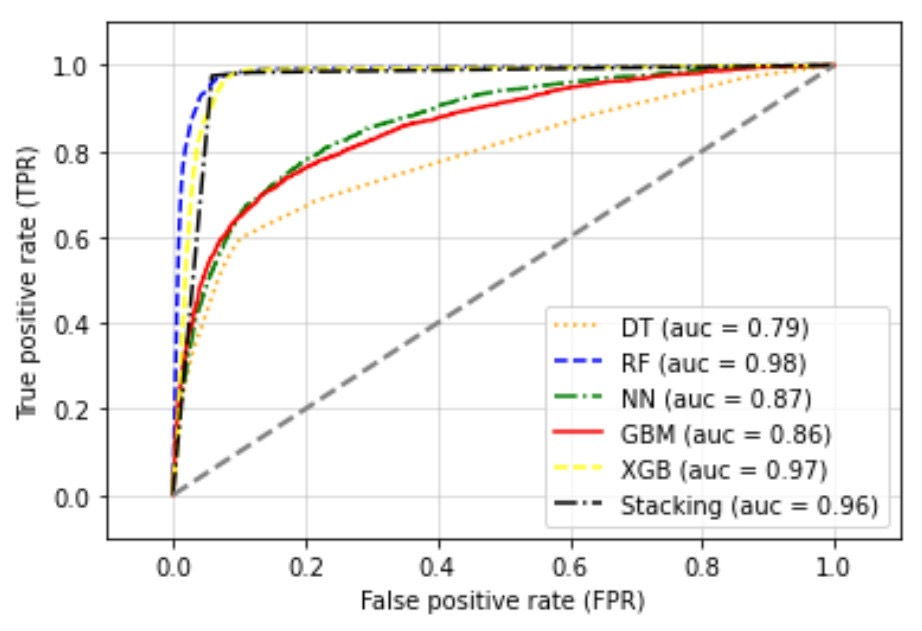 True positive rate (TPR)
1.0
0.8
0.6
0.4
0.2
0.0
DT (auc = 0.79)
RF (auc = 0.98)
NN (auc = 0.87)
GBM (auc = 0.86)
XGB (auc = 0.97)
Stacking (auc = 0.96)
0.0 0.2 0.4 0.6 0.8 1.0
False positive rate (FPR)